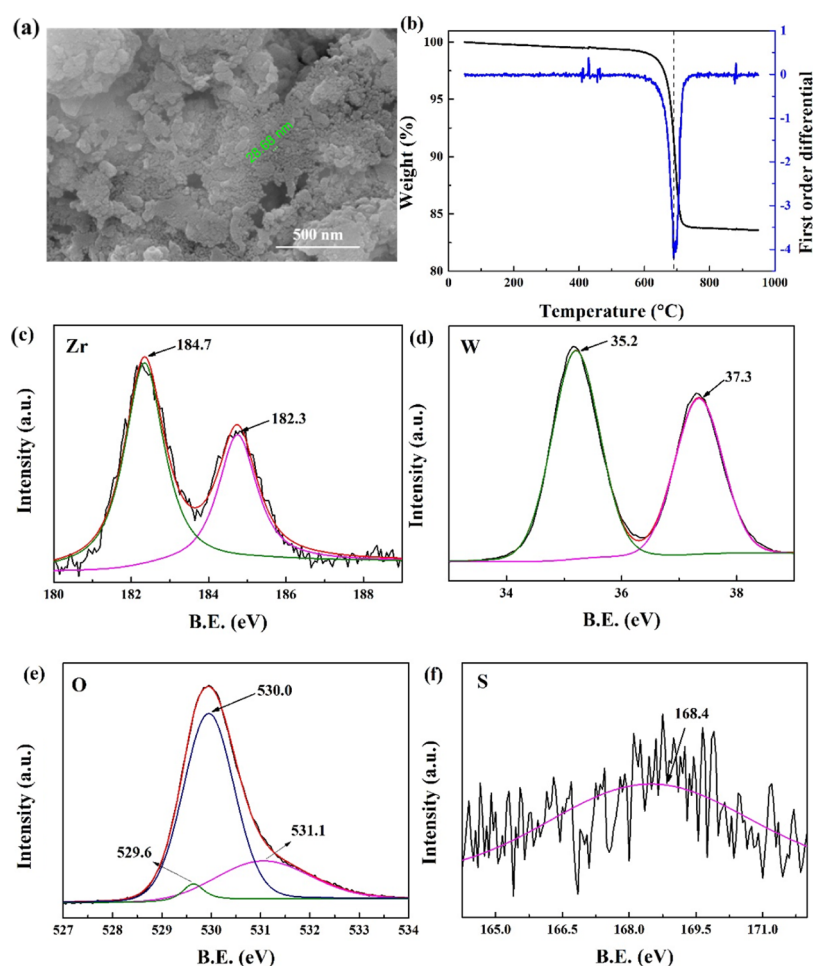 (a)
28.68 nm
500 nm
(b)
100
95
90
85
80
Weight (%)
1
0
-1
-2
-3
-4
First order differential
0 200 400 600 800 1000
Temperature (°C)
(c)
Zr
184.7
182.3
Intensity (a.u.)
180 182 184 186 188
B.E. (eV)
(d)
W
35.2
37.3
Intensity (a.u.)
34 36 38
B.E. (eV)
(e)
O
530.0
531.1
529.6
Intensity (a.u.)
527 528 529 530 531 532 533 534
B.E. (eV)
(f)
S
168.4
Intensity (a.u.)
165.0 166.5 168.0 169.5 171.0
B.E. (eV)